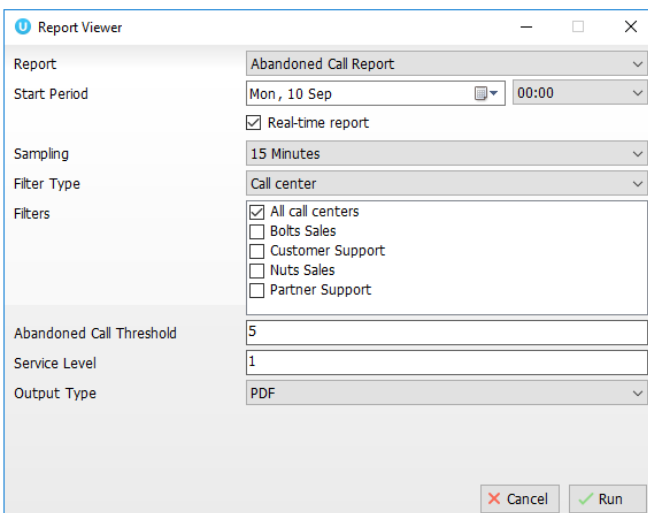 U Report Viewer
Report Abandoned Call Report
Start Period Mon, 10 Sep 00:00
Real-time report
Sampling 15 Minutes
Filter Type Call center
Filters All call centers
Bolts Sales
Customer Support
Nuts Sales
Partner Support
Abandoned Call Threshold 5
Service Level 1
Output Type PDF
Cancel Run